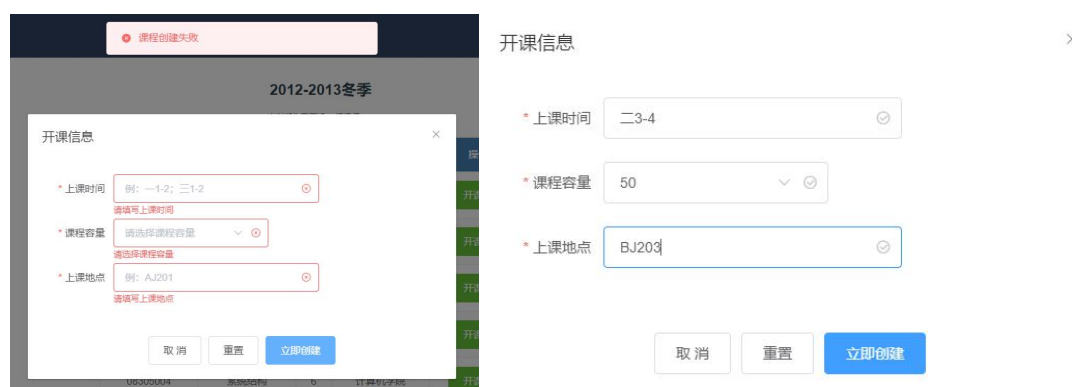 课程创建失败
2012-2013冬季
开课信息
* 上课时间 例：一1-2；三1-2
请填写上课时间
* 课程容量 请选择课程容量
请选择课程容量
* 上课地点 例：AJ201
请填写上课地点
取消 重置 立即创建
08305004 系统结构 6 计算机学院
开课信息
* 上课时间 二3-4
* 课程容量 50
* 上课地点 BJ203
取消 重置 立即创建